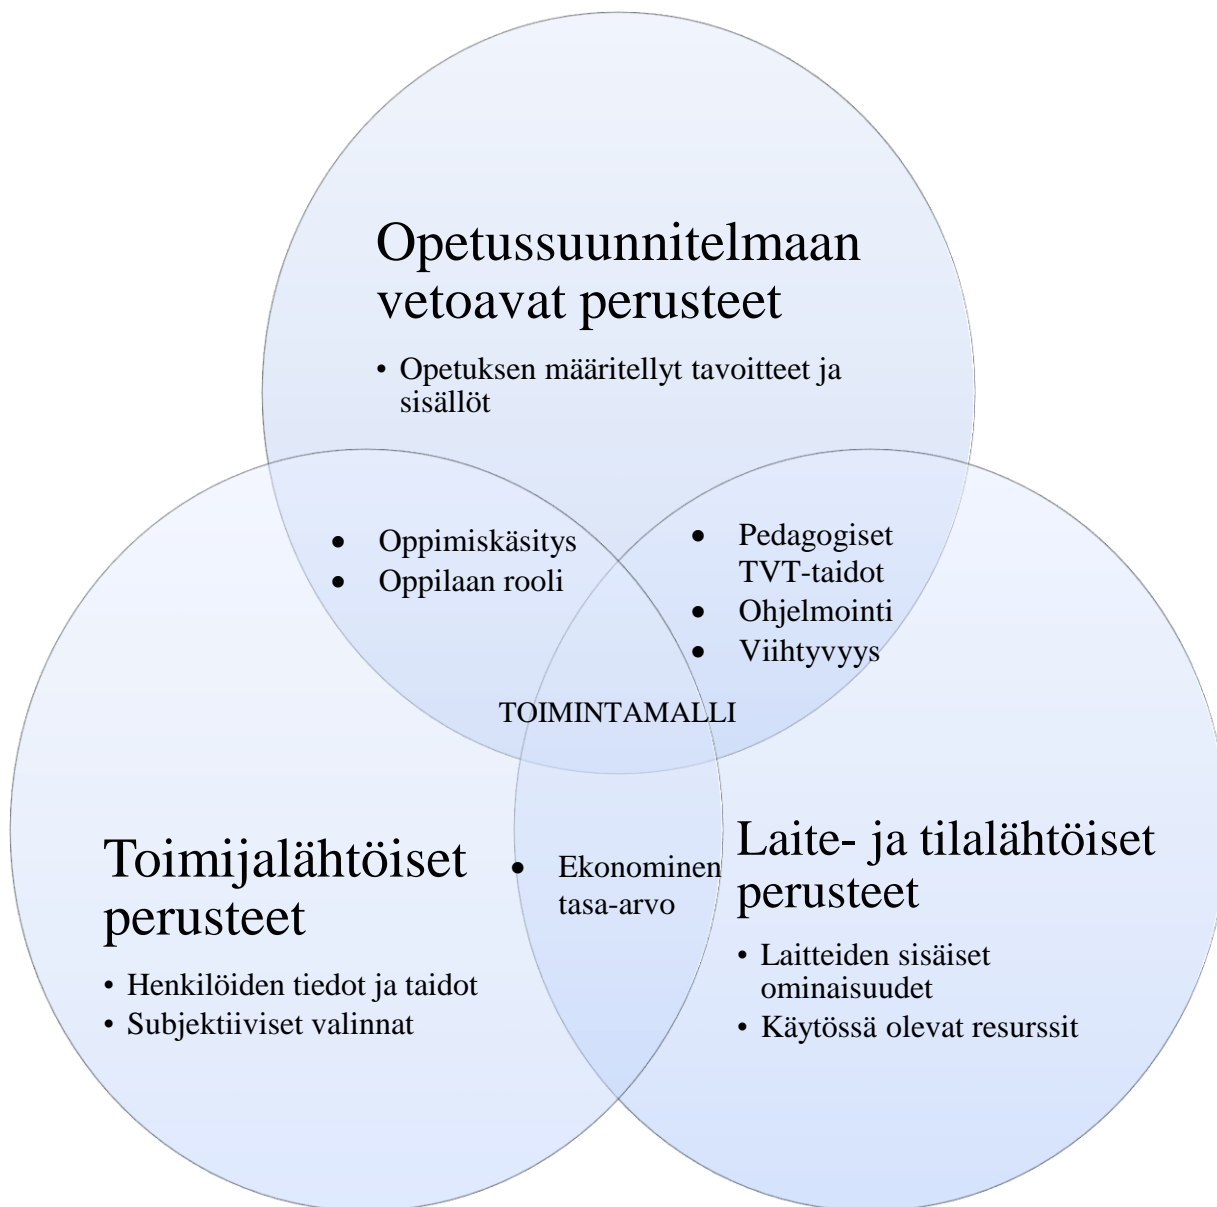 Opetussuunnitelmaan
vetoavat perusteet
• Opetuksen määritellyt tavoitteet ja
sisällöt
• Oppimiskäsitys
• Oppilaan rooli
• Pedagogiset
TVT-taidot
• Ohjelmointi
• Viihtyvyys
TOIMINTAMALLI
Toimijalähtöiset
perusteet
• Henkilöiden tiedot ja taidot
• Subjektiiviset valinnat
• Ekonominen
tasa-arvo
Laite- ja tilalähtöiset
perusteet
• Laitteiden sisäiset
ominaisuudet
• Käytössä olevat resurssit